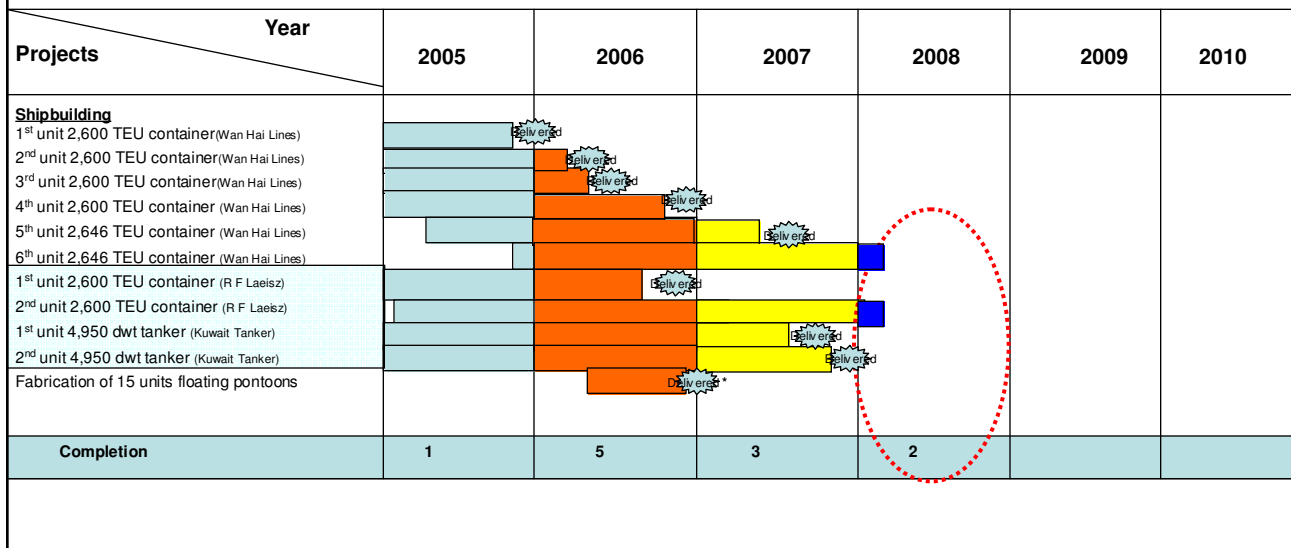 Year
Projects 2005 2006 2007 2008 2009 2010
Shipbuilding
1st unit 2,600 TEU container(Wan Hai Lines) Delivered
2nd unit 2,600 TEU container(Wan Hai Lines) Delivered
3rd unit 2,600 TEU container(Wan Hai Lines) Delivered
4th unit 2,600 TEU container (Wan Hai Lines) Delivered
5th unit 2,646 TEU container (Wan Hai Lines) Delivered
6th unit 2,646 TEU container (Wan Hai Lines)
1st unit 2,600 TEU container (R F Laeisz) Delivered
2nd unit 2,600 TEU container (R F Laeisz)
1st unit 4,950 dwt tanker (Kuwait Tanker) Delivered
2nd unit 4,950 dwt tanker (Kuwait Tanker) Delivered
Fabrication of 15 units floating pontoons Delivered *
Completion 1 5 3 2